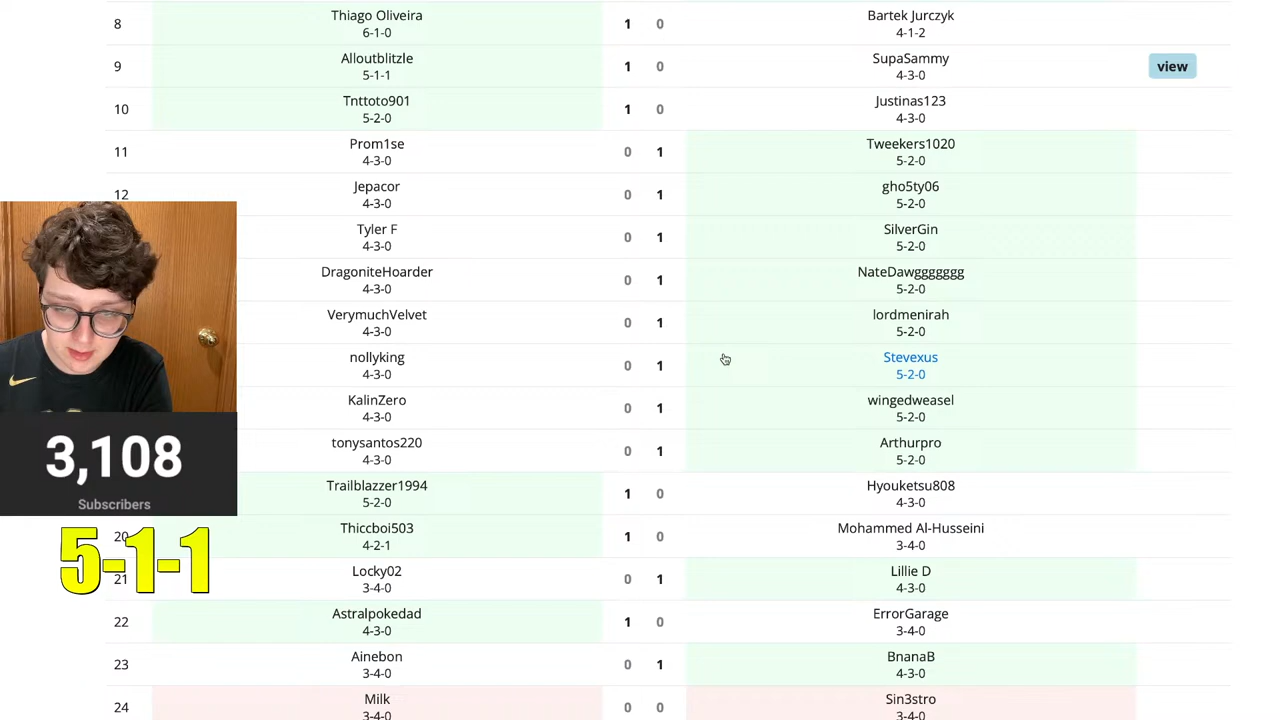 8 Thiago Oliveira 1 0 Bartek Jurczyk
6-1-0 4-1-2
9 Alloutblitzle 1 0 SupaSammy view
5-1-1 4-3-0
10 Tnttoto901 1 0 Justinas123
5-2-0 4-3-0
11 Prom1se 0 1 Tweekers1020
4-3-0 5-2-0
12 Jepacor 0 1 gho5ty06
4-3-0 5-2-0
Tyler F 0 1 SilverGin
4-3-0 5-2-0
DragoniteHoarder 0 1 NateDawggggggg
4-3-0 5-2-0
VerymuchVelvet 0 1 lordmenirah
4-3-0 5-2-0
nollyking 0 1 Stevexus
4-3-0 5-2-0
KalinZero 0 1 wingedweasel
4-3-0 5-2-0
tonysantos220 0 1 Arthurpro
4-3-0 5-2-0
Trailblazzer1994 1 0 Hyouketsu808
5-2-0 4-3-0
20 Thiccboi503 1 0 Mohammed Al-Husseini
4-2-1 3-4-0
21 Locky02 0 1 Lillie D
3-4-0 4-3-0
22 Astralpokedad 1 0 ErrorGarage
4-3-0 3-4-0
23 Ainebon 0 1 BnanaB
3-4-0 4-3-0
24 Milk 0 0 Sin3stro
3-4-0 3-4-0
3,108
Subscribers
5-1-1